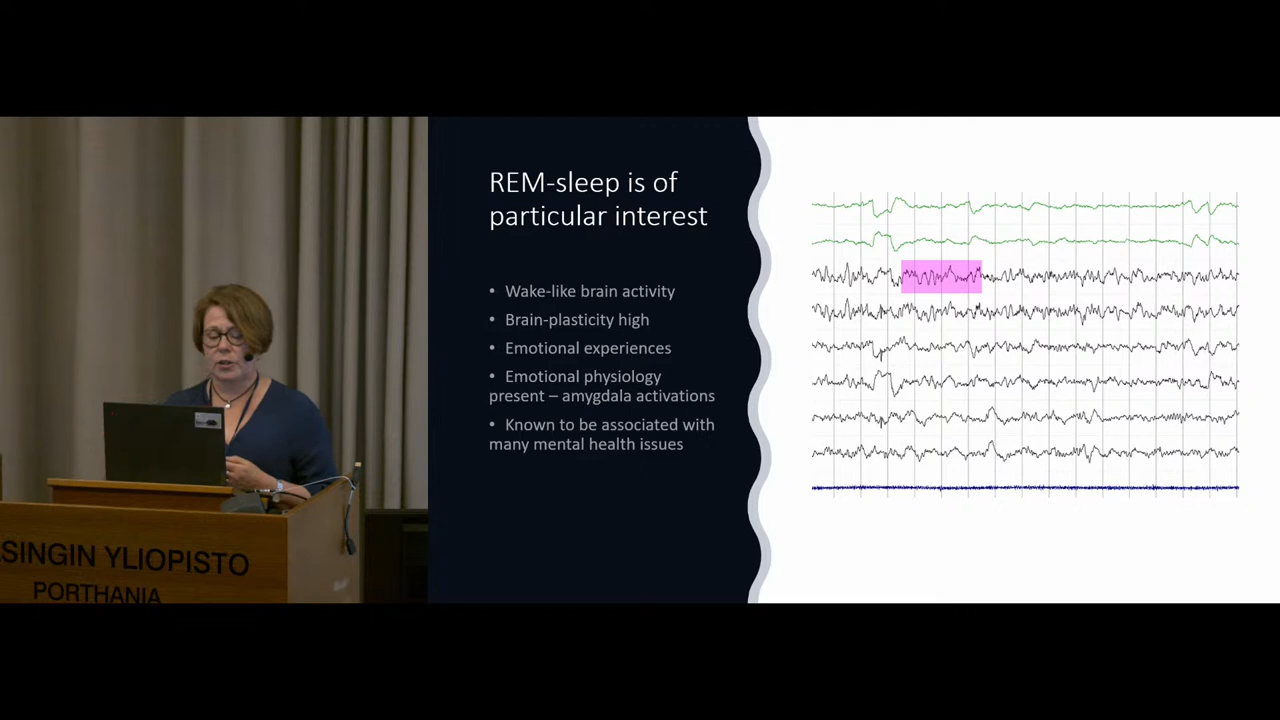 REM-sleep is of
particular interest
• Wake-like brain activity
• Brain-plasticity high
• Emotional experiences
• Emotional physiology
present – amygdala activations
• Known to be associated with
many mental health issues
SINGIN YLIOPISTO
PORTHANIA